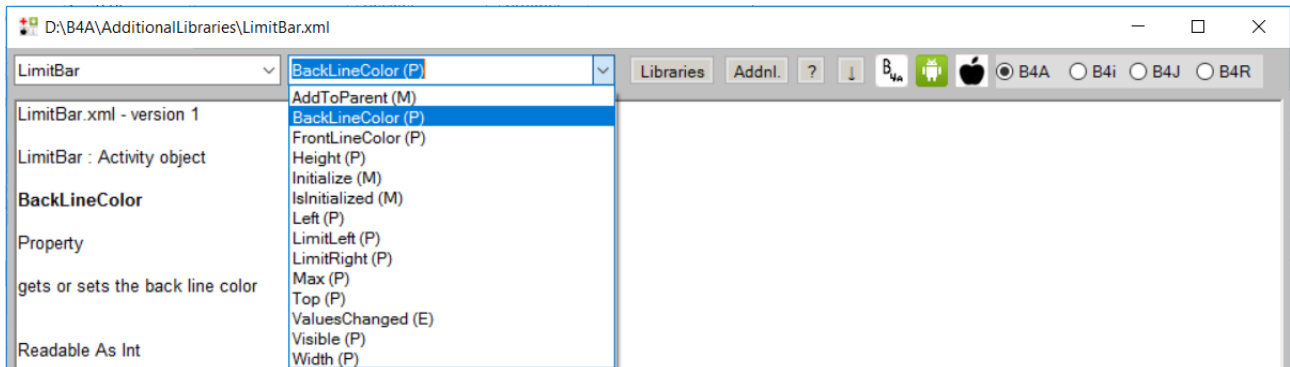 D:\B4A\AdditionalLibraries\LimitBar.xml
LimitBar BackLineColor (P) Libraries Addnl. ? ↓ B4A B4A B4i B4J B4R
AddToParent (M)
BackLineColor (P)
FrontLineColor (P)
Height (P)
Initialize (M)
IsInitialized (M)
Left (P)
LimitLeft (P)
LimitRight (P)
Max (P)
Top (P)
ValuesChanged (E)
Visible (P)
Width (P)
LimitBar.xml - version 1
LimitBar : Activity object
BackLineColor
Property
gets or sets the back line color
Readable As Int